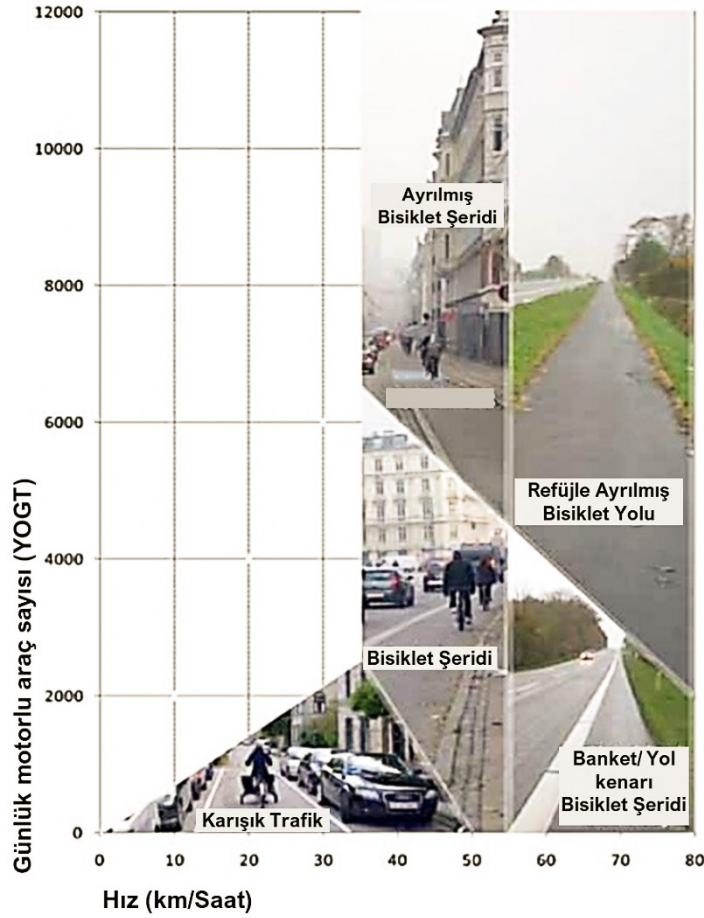 12000
10000
8000
6000
4000
2000
0
Günlük motorlu araç sayısı (YOGT)
Ayrılmış
Bisiklet Şeridi
Refüjle Ayrılmış
Bisiklet Yolu
Bisiklet Şeridi
Banket/ Yol
kenarı
Bisiklet Şeridi
Karışık Trafik
0 10 20 30 40 50 60 70 80
Hız (km/Saat)